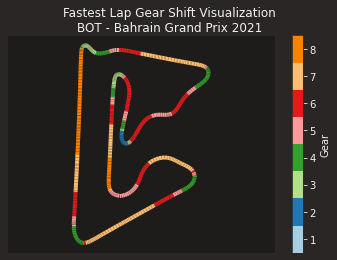 Fastest Lap Gear Shift Visualization
BOT - Bahrain Grand Prix 2021
8
7
6
5
4
3
2
1
Gear